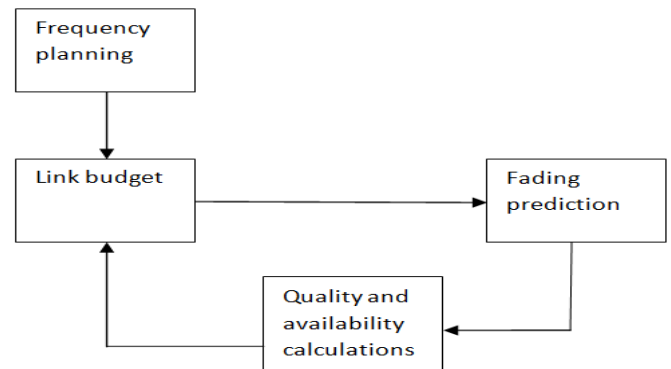 Frequency
planning
Link budget
Fading
prediction
Quality and
availability
calculations